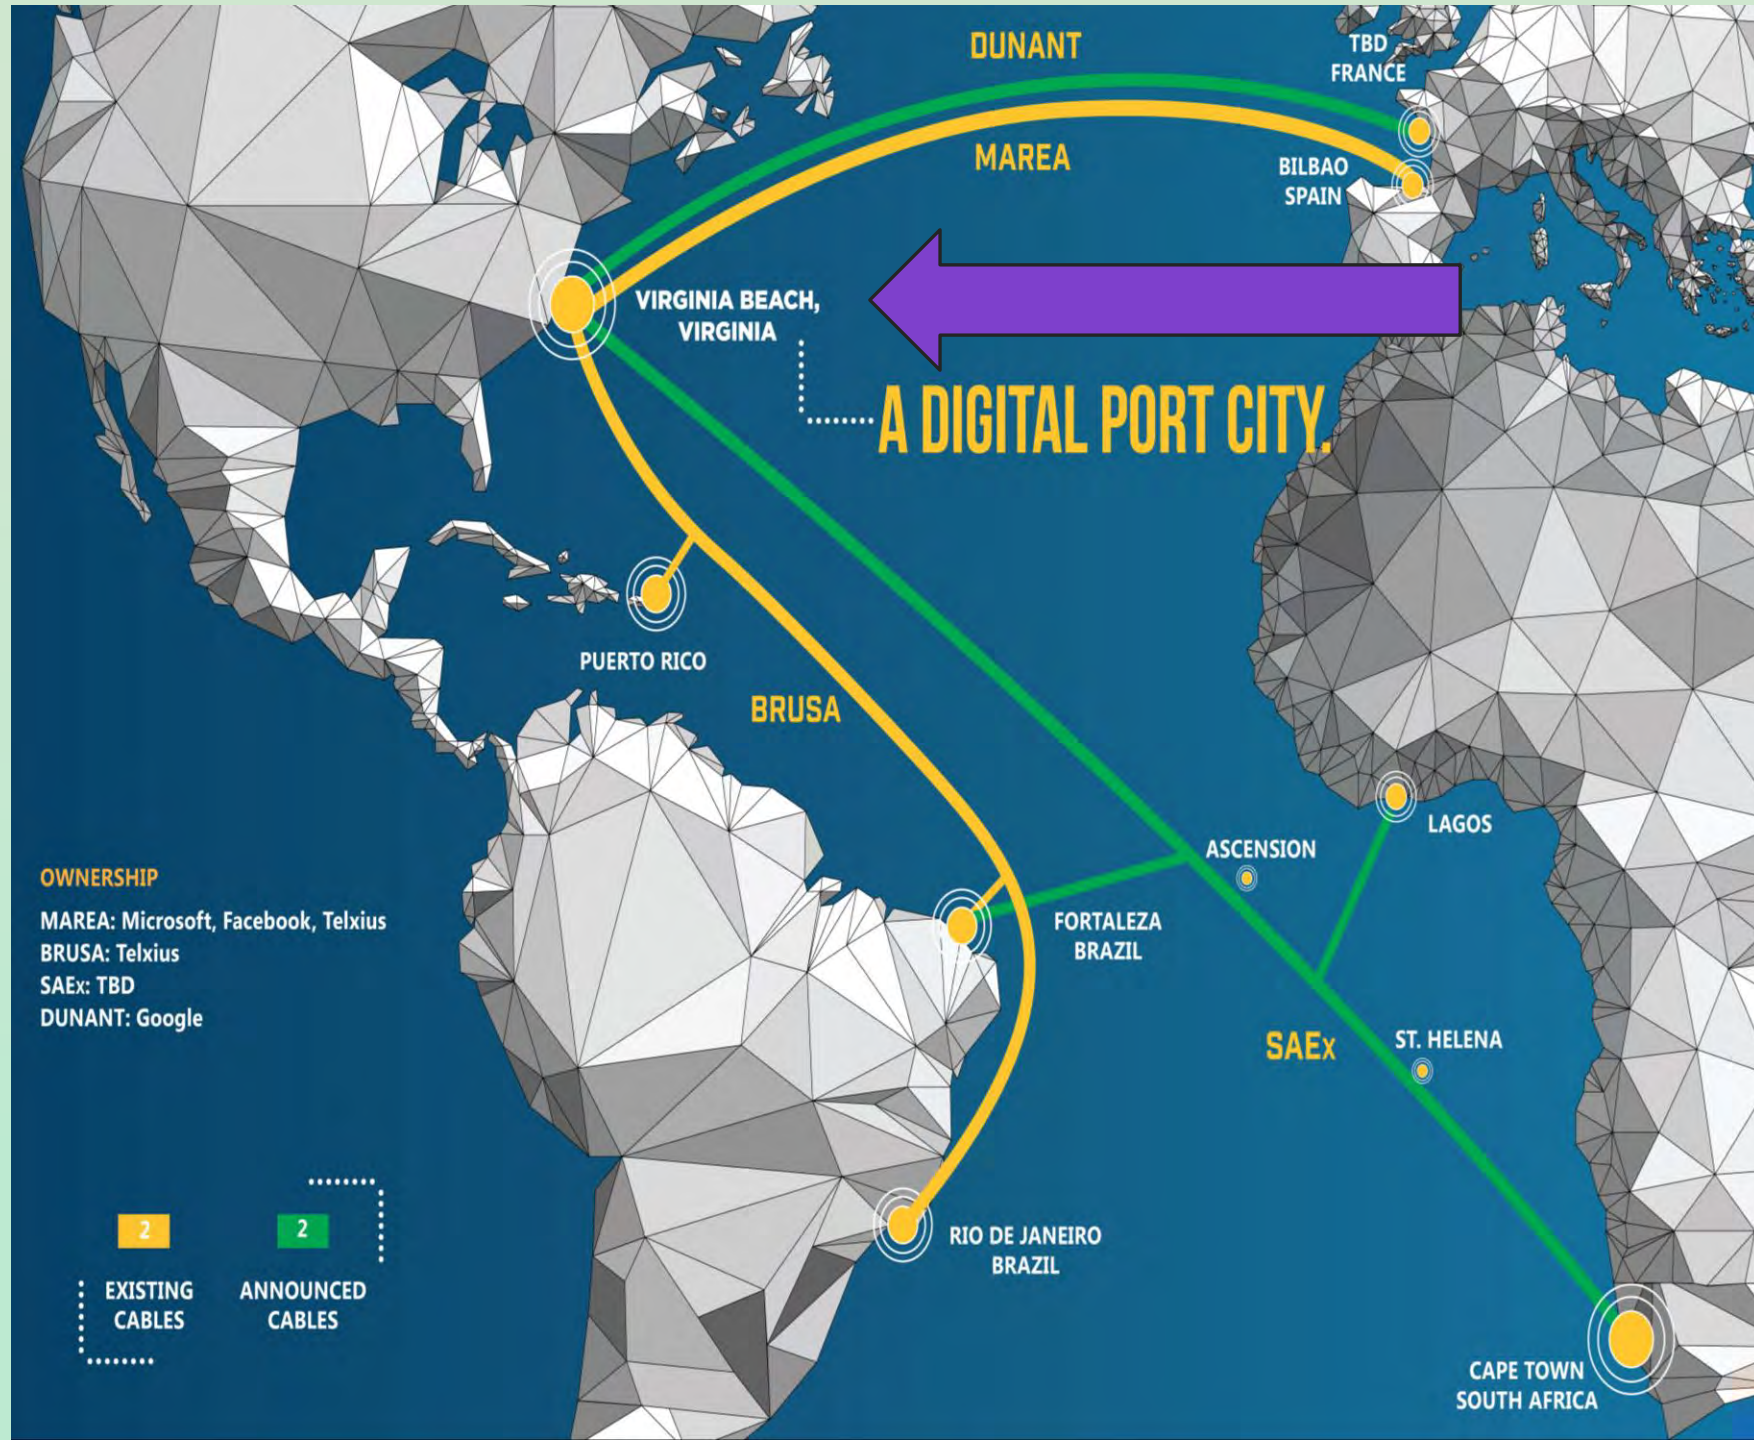 DUNANT
TBD
FRANCE
MAREA
BILBAO
SPAIN
VIRGINIA BEACH,
VIRGINIA
A DIGITAL PORT CITY.
PUERTO RICO
BRUSA
LAGOS
ASCENSION
FORTALEZA
BRAZIL
OWNERSHIP
MAREA: Microsoft, Facebook, Telxius
BRUSA: Telxius
SAEx: TBD
DUNANT: Google
SAEx
ST. HELENA
RIO DE JANEIRO
BRAZIL
2
EXISTING
CABLES
2
ANNOUNCED
CABLES
CAPE TOWN
SOUTH AFRICA